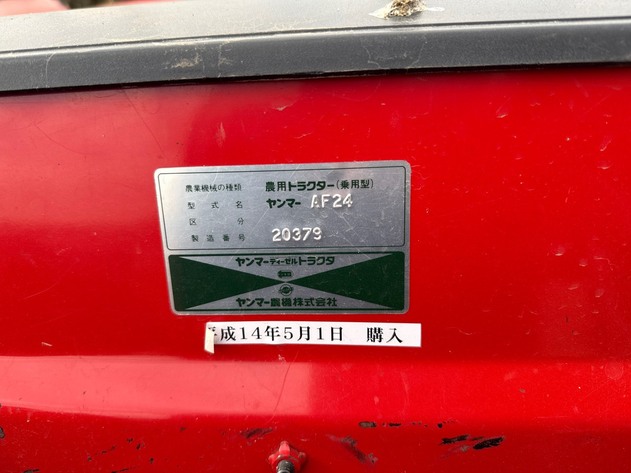 農業機械の種類 農用トラクター(乗用型)
型式名 ヤンマー AF24
区分
製造番号 20379
ヤンマーディーゼルトラクタ
ヤンマー農機株式会社
成14年5月1日 購入